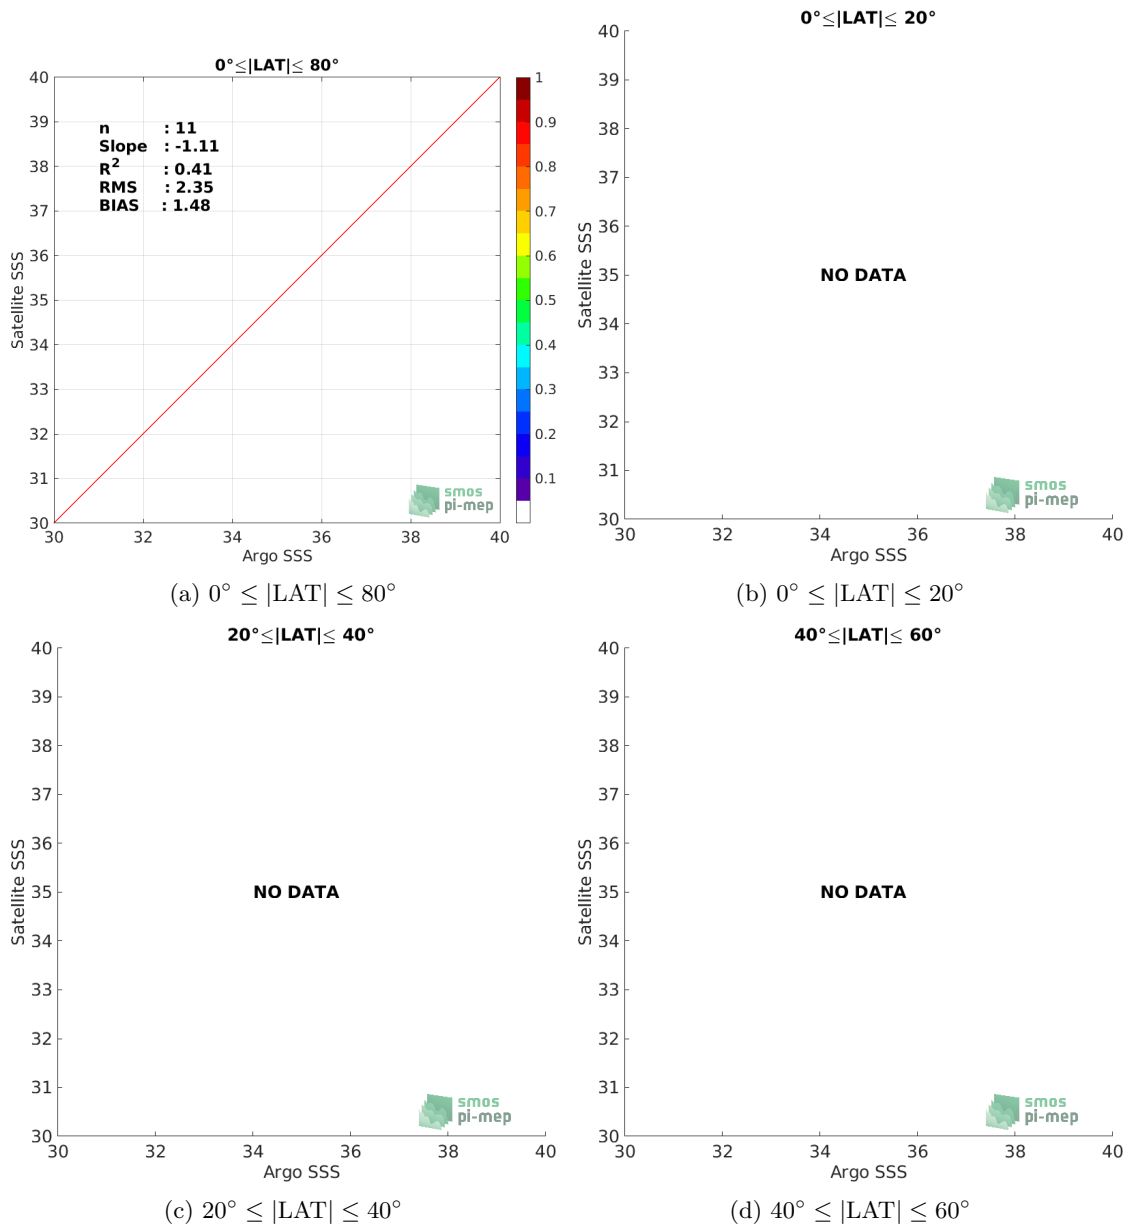 0°≤|LAT|≤ 80°
40
39
38
37
36
35
34
33
32
31
30
n : 11
Slope : -1.11
R² : 0.41
RMS : 2.35
BIAS : 1.48
Satellite SSS
30 32 34 36 38 40
Argo SSS
1
0.9
0.8
0.7
0.6
0.5
0.4
0.3
0.2
0.1
smos
pi-mep
(a) 0° ≤ |LAT| ≤ 80°
0°≤|LAT|≤ 20°
40
39
38
37
36
35
34
33
32
31
30
Satellite SSS
NO DATA
smos
pi-mep
30 32 34 36 38 40
Argo SSS
(b) 0° ≤ |LAT| ≤ 20°
20°≤|LAT|≤ 40°
40
39
38
37
36
35
34
33
32
31
30
Satellite SSS
NO DATA
smos
pi-mep
30 32 34 36 38 40
Argo SSS
(c) 20° ≤ |LAT| ≤ 40°
40°≤|LAT|≤ 60°
40
39
38
37
36
35
34
33
32
31
30
Satellite SSS
NO DATA
smos
pi-mep
30 32 34 36 38 40
Argo SSS
(d) 40° ≤ |LAT| ≤ 60°